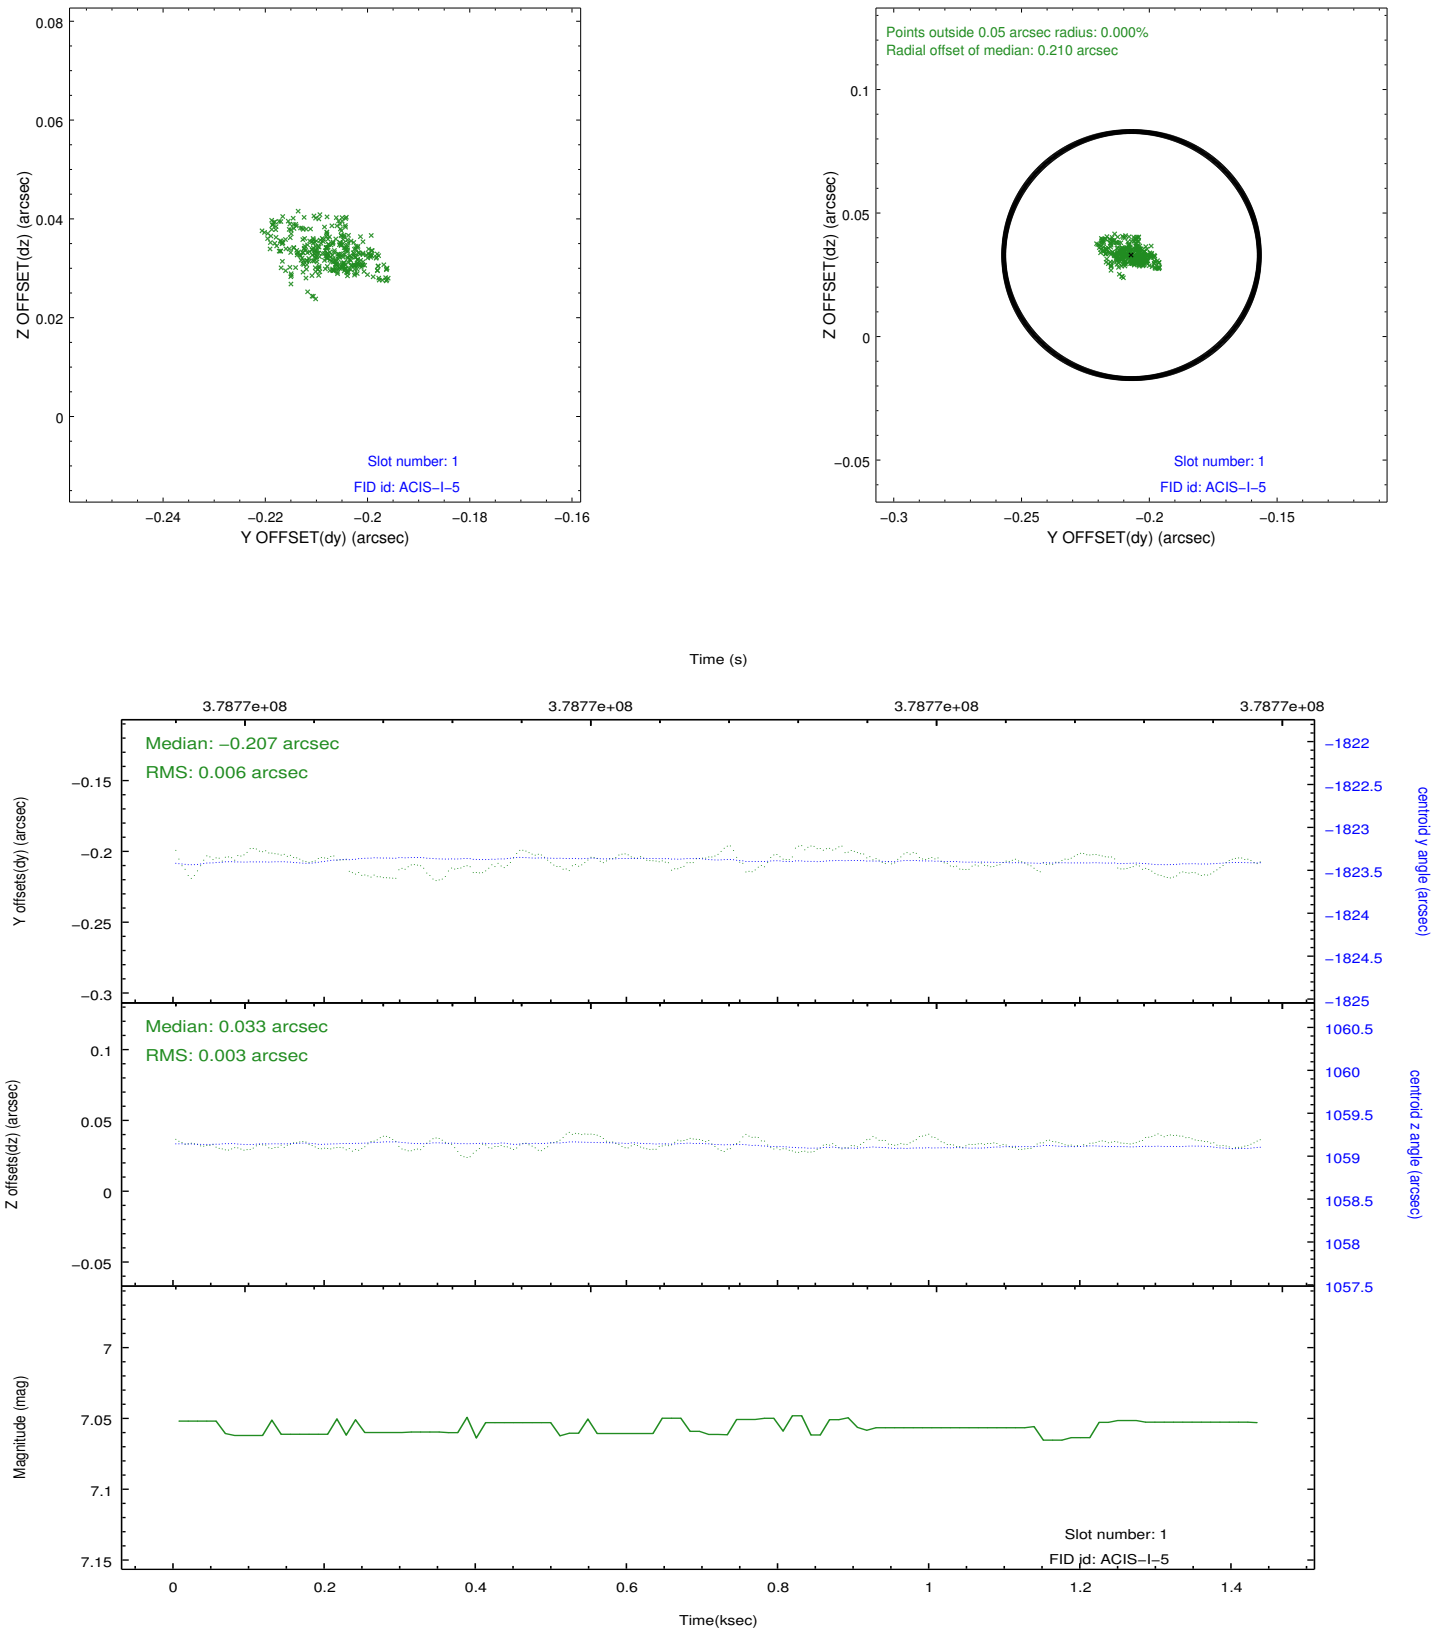 0.08
0.06
0.04
0.02
0
Z OFFSET(dz) (arcsec)
Slot number: 1
FID id: ACIS−I−5
−0.24 −0.22 −0.2 −0.18 −0.16
Y OFFSET(dy) (arcsec)
Points outside 0.05 arcsec radius: 0.000%
Radial offset of median: 0.210 arcsec
0.1
0.05
0
−0.05
Z OFFSET(dz) (arcsec)
Slot number: 1
FID id: ACIS−I−5
−0.3 −0.25 −0.2 −0.15
Y OFFSET(dy) (arcsec)
Time (s)
3.7877e+08 3.7877e+08 3.7877e+08 3.7877e+08
Median: −0.207 arcsec
RMS: 0.006 arcsec
−0.15
−0.2
−0.25
−0.3
Y offsets(dy) (arcsec)
−1822
−1822.5
−1823
−1823.5
−1824
−1824.5
−1825
centroid y angle (arcsec)
Median: 0.033 arcsec
RMS: 0.003 arcsec
0.1
0.05
0
−0.05
Z offsets(dz) (arcsec)
1060.5
1060
1059.5
1059
1058.5
1058
1057.5
centroid z angle (arcsec)
7
7.05
7.1
7.15
Magnitude (mag)
Slot number: 1
FID id: ACIS−I−5
0 0.2 0.4 0.6 0.8 1 1.2 1.4
Time(ksec)